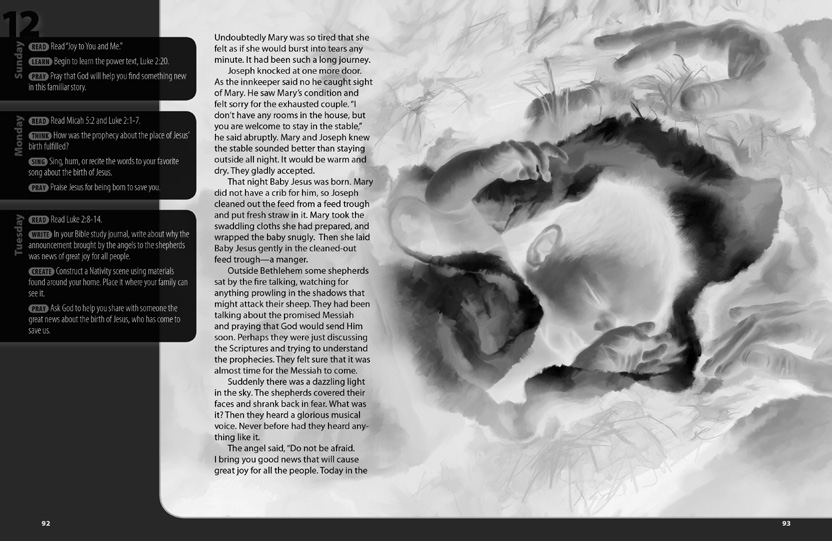 12
Sunday
READ Read "Joy to You and Me."
LEARN Begin to learn the power text, Luke 2:20.
PRAY Pray that God will help you find something new
in this familiar story.
Monday
READ Read Micah 5:2 and Luke 2:1-7.
THINK How was the prophecy about the place of Jesus'
birth fulfilled?
SING Sing, hum, or recite the words to your favorite
song about the birth of Jesus.
PRAY Praise Jesus for being born to save you.
Tuesday
READ Read Luke 2:8-14.
WRITE In your Bible study journal, write about why the
announcement brought by the angels to the shepherds
was news of great joy for all people.
CREATE Construct a Nativity scene using materials
found around your home. Place it where your family can
see it.
PRAY Ask God to help you share with someone the
great news about the birth of Jesus, who has come to
save us.
Undoubtedly Mary was so tired that she
felt as if she would burst into tears any
minute. It had been such a long journey.
Joseph knocked at one more door.
As the innkeeper said no he caught sight
of Mary. He saw Mary's condition and
felt sorry for the exhausted couple. "I
don't have any rooms in the house, but
you are welcome to stay in the stable,"
he said abruptly. Mary and Joseph knew
the stable sounded better than staying
outside all night. It would be warm and
dry. They gladly accepted.
That night Baby Jesus was born. Mary
did not have a crib for him, so Joseph
cleaned out the feed from a feed trough
and put fresh straw in it. Mary took the
swaddling cloths she had prepared, and
wrapped the baby snugly. Then she laid
Baby Jesus gently in the cleaned-out
feed trough—a manger.
Outside Bethlehem some shepherds
sat by the fire talking, watching for
anything prowling in the shadows that
might attack their sheep. They had been
talking about the promised Messiah
and praying that God would send Him
soon. Perhaps they were just discussing
the Scriptures and trying to understand
the prophecies. They felt sure that it was
almost time for the Messiah to come.
Suddenly there was a dazzling light
in the sky. The shepherds covered their
faces and shrank back in fear. What was
it? Then they heard a glorious musical
voice. Never before had they heard any-
thing like it.
The angel said, "Do not be afraid.
I bring you good news that will cause
great joy for all the people. Today in the
92
93